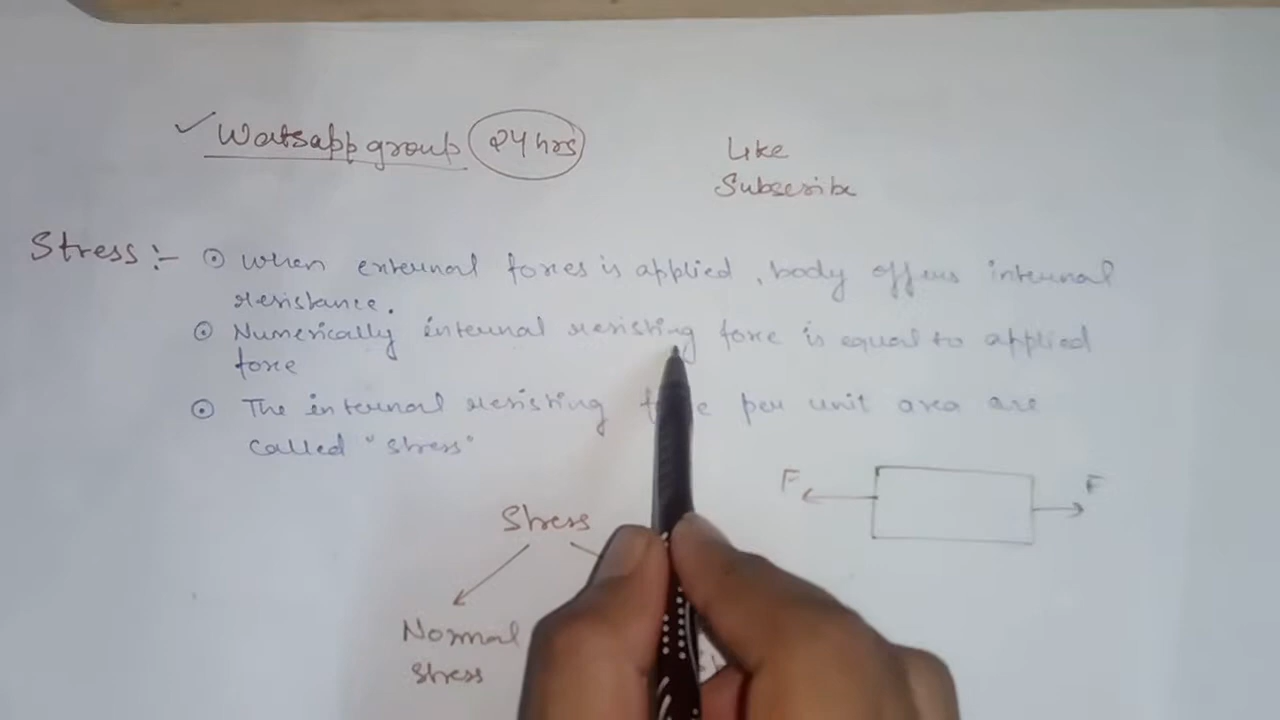 Watsapp group 24 hrs
Like
Subscribe
Stress :- ⊙ When external forces is applied, body offers internal
resistance.
⊙ Numerically internal resisting force is equal to applied
force
⊙ The internal resisting per unit area are
called "stress"
F F
Stress
Normal
Stress